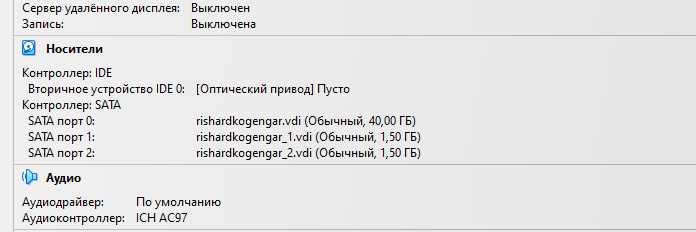 Сервер удалённого дисплея: Выключен
Запись: Выключена
Носители
Контроллер: IDE
Вторичное устройство IDE 0: [Оптический привод] Пусто
Контроллер: SATA
SATA порт 0: rishardkogengar.vdi (Обычный, 40,00 ГБ)
SATA порт 1: rishardkogengar_1.vdi (Обычный, 1,50 ГБ)
SATA порт 2: rishardkogengar_2.vdi (Обычный, 1,50 ГБ)
Аудио
Аудиодрайвер: По умолчанию
Аудиоконтроллер: ICH AC97